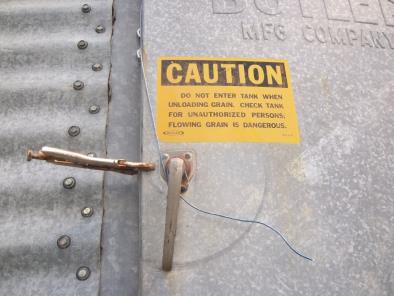 BUTLER
MFG COMPANY
CAUTION
DO NOT ENTER TANK WHEN
UNLOADING GRAIN. CHECK TANK
FOR UNAUTHORIZED PERSONS.
FLOWING GRAIN IS DANGEROUS.